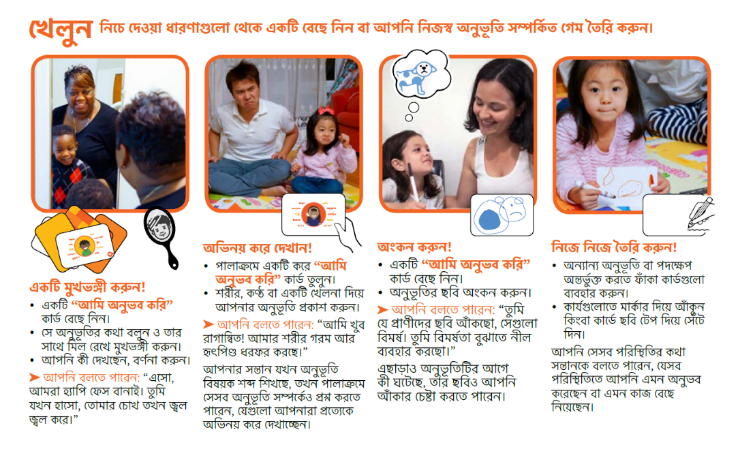 খেলুন নিচে দেওয়া ধারণাগুলো থেকে একটি বেছে নিন বা আপনি নিজস্ব অনুভূতি সম্পর্কিত গেম তৈরি করুন।
একটি মুখভঙ্গী করুন!
• একটি “আমি অনুভব করি”
কার্ড বেছে নিন।
• সে অনুভূতির কথা বলুন ও তার
সাথে মিল রেখে মুখভঙ্গী করুন।
• আপনি কী দেখছেন, বর্ণনা করুন।
➤ আপনি বলতে পারেন: “এসো,
আমরা হ্যাপি ফেস বানাই। তুমি
যখন হাসো, তোমার চোখ তখন জ্বল
জ্বল করে।”
অভিনয় করে দেখান!
• পালাক্রমে একটি করে “আমি
অনুভব করি” কার্ড তুলুন।
• শরীর, কণ্ঠ বা একটি খেলনা দিয়ে
আপনার অনুভূতি প্রকাশ করুন।
➤ আপনি বলতে পারেন: “আমি খুব
রাগান্বিত! আমার শরীর গরম আর
হৃৎপিণ্ড ধরফর করছে।”
আপনার সন্তান যখন অনুভূতি
বিষয়ক শব্দ শিখছে, তখন পালাক্রমে
সেসব অনুভূতি সম্পর্কেও প্রশ্ন করতে
পারেন, যেগুলো আপনারা প্রত্যেকে
অভিনয় করে দেখাচ্ছেন।
অংকন করুন!
• একটি “আমি অনুভব করি”
কার্ড বেছে নিন।
• অনুভূতির ছবি অংকন করুন।
➤ আপনি বলতে পারেন: “তুমি
যে প্রাণীদের ছবি আঁকছো, সেগুলো
বিমর্ষ। তুমি বিমর্ষতা বুঝাতে নীল
ব্যবহার করছো।”
এছাড়াও অনুভূতিটির আগে
কী ঘটেছে, তার ছবিও আপনি
আঁকার চেষ্টা করতে পারেন।
নিজে নিজে তৈরি করুন!
• অন্যান্য অনুভূতি বা পদক্ষেপ
অন্তর্ভুক্ত করতে ফাঁকা কার্ডগুলো
ব্যবহার করুন।
• কার্যগুলোতে মার্কার দিয়ে আঁকুন
কিংবা কার্ডে ছবি টেপ দিয়ে সেঁটে
দিন।
আপনি সেসব পরিস্থিতির কথা
সন্তানকে বলতে পারেন, যেসব
পরিস্থিতিতে আপনি এমন অনুভব
করেছেন বা এমন কাজ বেছে
নিয়েছেন।